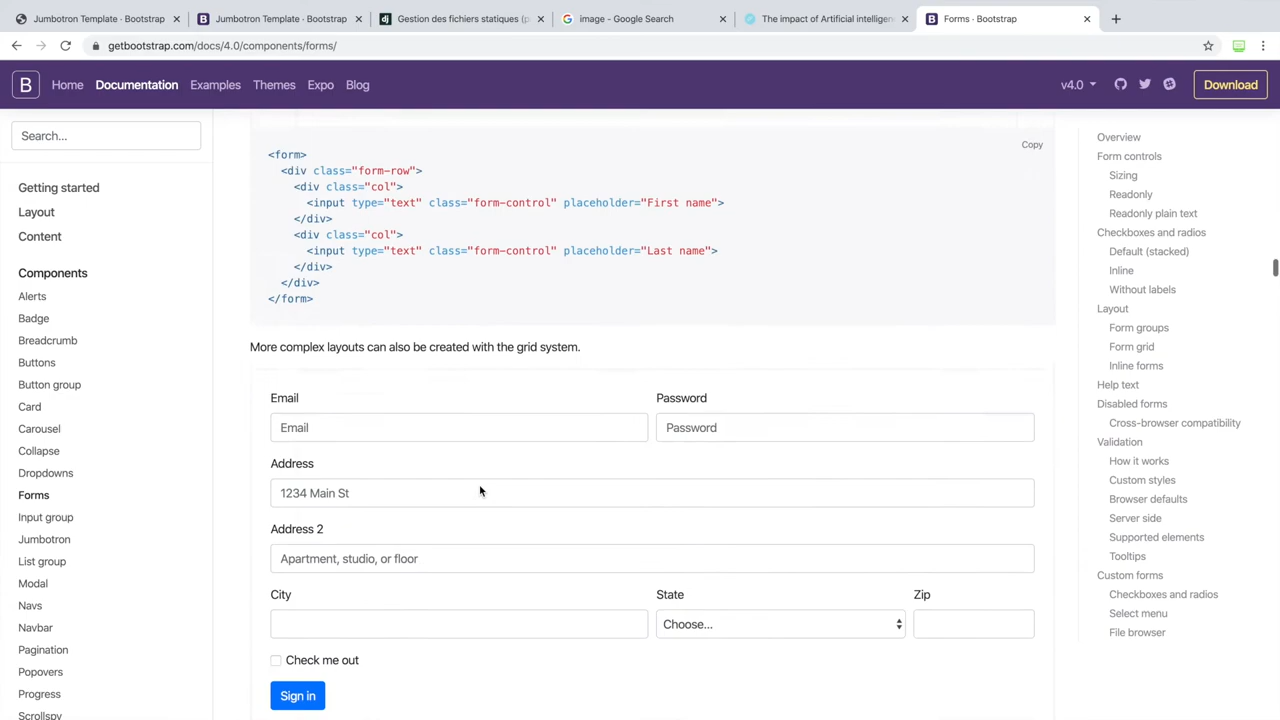 Jumbotron Template · Bootstrap
Jumbotron Template · Bootstrap
Gestion des fichiers statiques (p
image - Google Search
The impact of Artificial intelligen
Forms · Bootstrap
getbootstrap.com/docs/4.0/components/forms/
B Home Documentation Examples Themes Expo Blog v4.0 Download
Search...
Getting started
Layout
Content
Components
Alerts
Badge
Breadcrumb
Buttons
Button group
Card
Carousel
Collapse
Dropdowns
Forms
Input group
Jumbotron
List group
Modal
Navs
Navbar
Pagination
Popovers
Progress
Scrollspy
Copy
<form>
<div class="form-row">
<div class="col">
<input type="text" class="form-control" placeholder="First name">
</div>
<div class="col">
<input type="text" class="form-control" placeholder="Last name">
</div>
</div>
</form>
More complex layouts can also be created with the grid system.
Email Password
Email Password
Address
1234 Main St
Address 2
Apartment, studio, or floor
City State Zip
Choose...
Check me out
Sign in
Overview
Form controls
Sizing
Readonly
Readonly plain text
Checkboxes and radios
Default (stacked)
Inline
Without labels
Layout
Form groups
Form grid
Inline forms
Help text
Disabled forms
Cross-browser compatibility
Validation
How it works
Custom styles
Browser defaults
Server side
Supported elements
Tooltips
Custom forms
Checkboxes and radios
Select menu
File browser